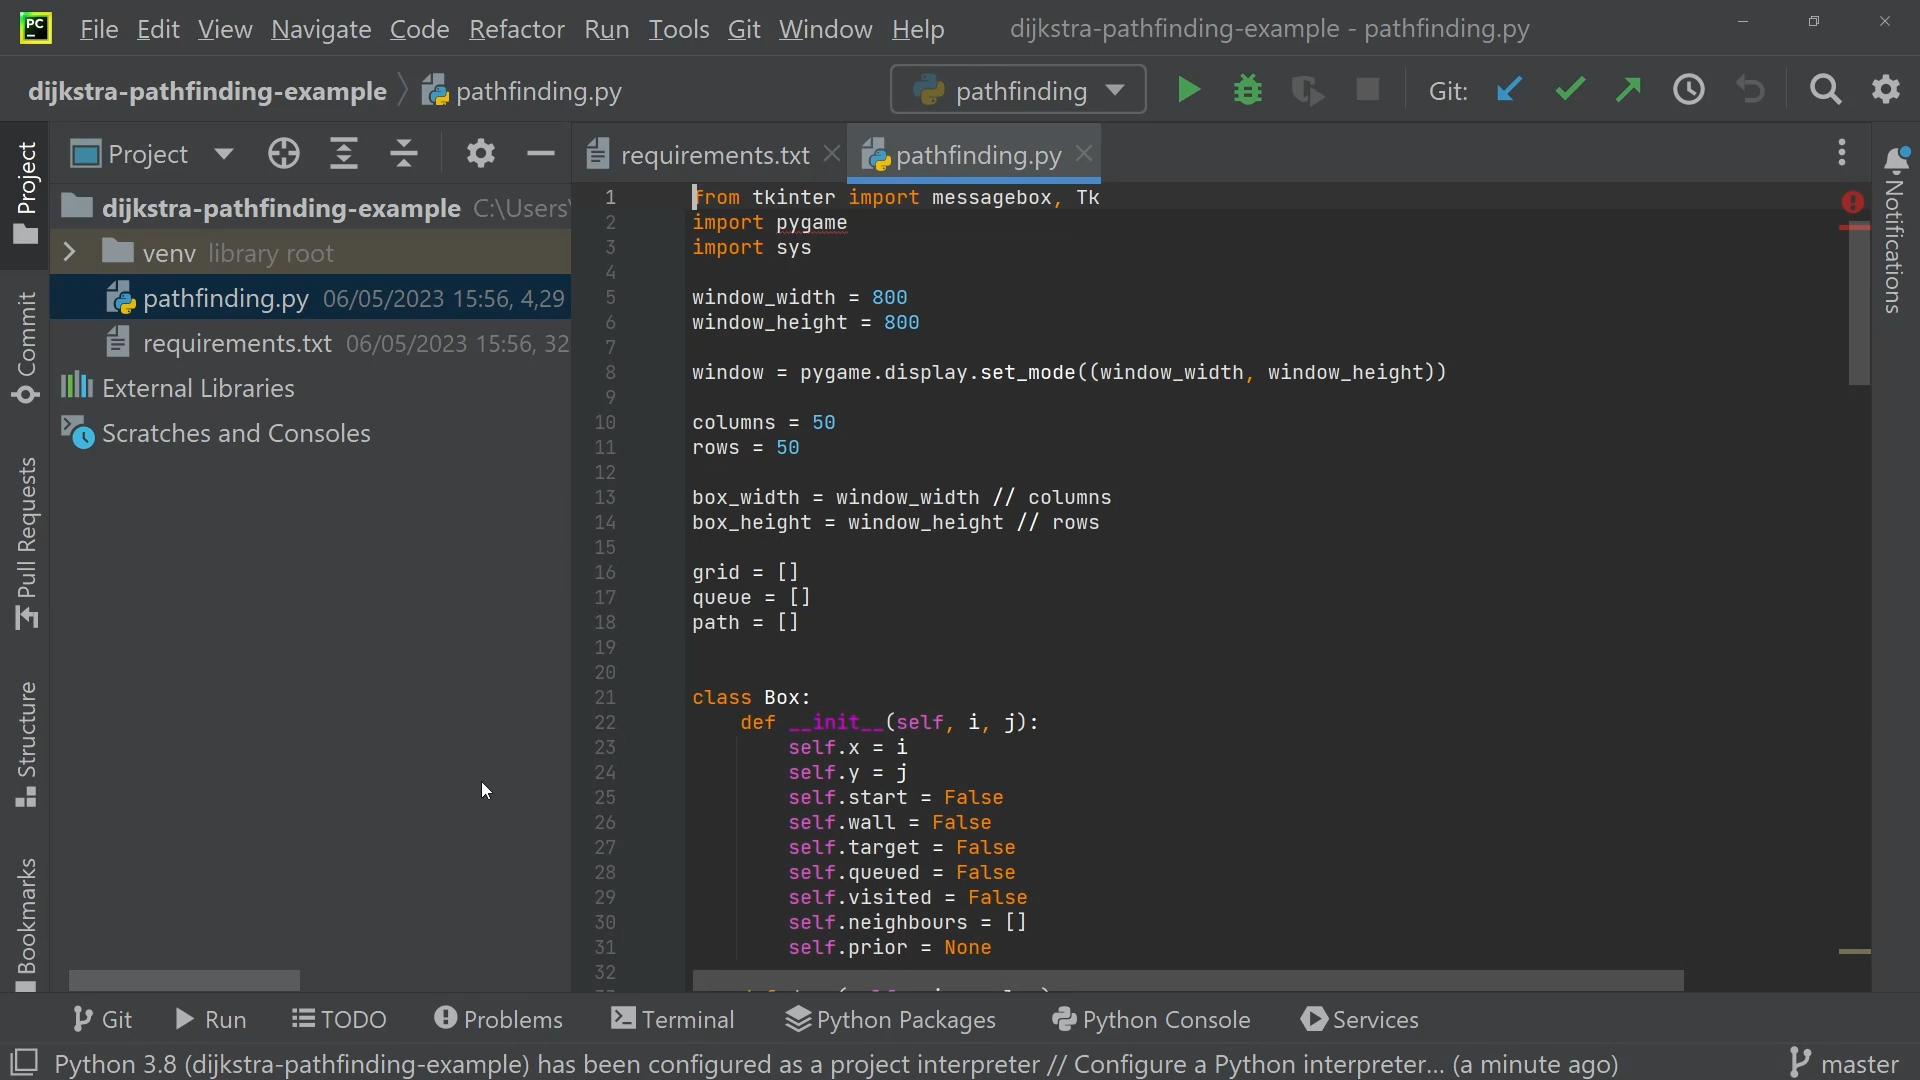 PC File Edit View Navigate Code Refactor Run Tools Git Window Help dijkstra-pathfinding-example - pathfinding.py
dijkstra-pathfinding-example pathfinding.py pathfinding Git:
Project
requirements.txt pathfinding.py
dijkstra-pathfinding-example C:\Users\
venv library root
pathfinding.py 06/05/2023 15:56, 4,29
requirements.txt 06/05/2023 15:56, 32
External Libraries
Scratches and Consoles
Project
Commit
Pull Requests
Structure
Bookmarks
1 from tkinter import messagebox, Tk
2 import pygame
3 import sys
4
5 window_width = 800
6 window_height = 800
7
8 window = pygame.display.set_mode((window_width, window_height))
9
10 columns = 50
11 rows = 50
12
13 box_width = window_width // columns
14 box_height = window_height // rows
15
16 grid = []
17 queue = []
18 path = []
19
20
21 class Box:
22 def __init__(self, i, j):
23 self.x = i
24 self.y = j
25 self.start = False
26 self.wall = False
27 self.target = False
28 self.queued = False
29 self.visited = False
30 self.neighbours = []
31 self.prior = None
32
Notifications
Git Run TODO Problems Terminal Python Packages Python Console Services
Python 3.8 (dijkstra-pathfinding-example) has been configured as a project interpreter // Configure a Python interpreter... (a minute ago) master